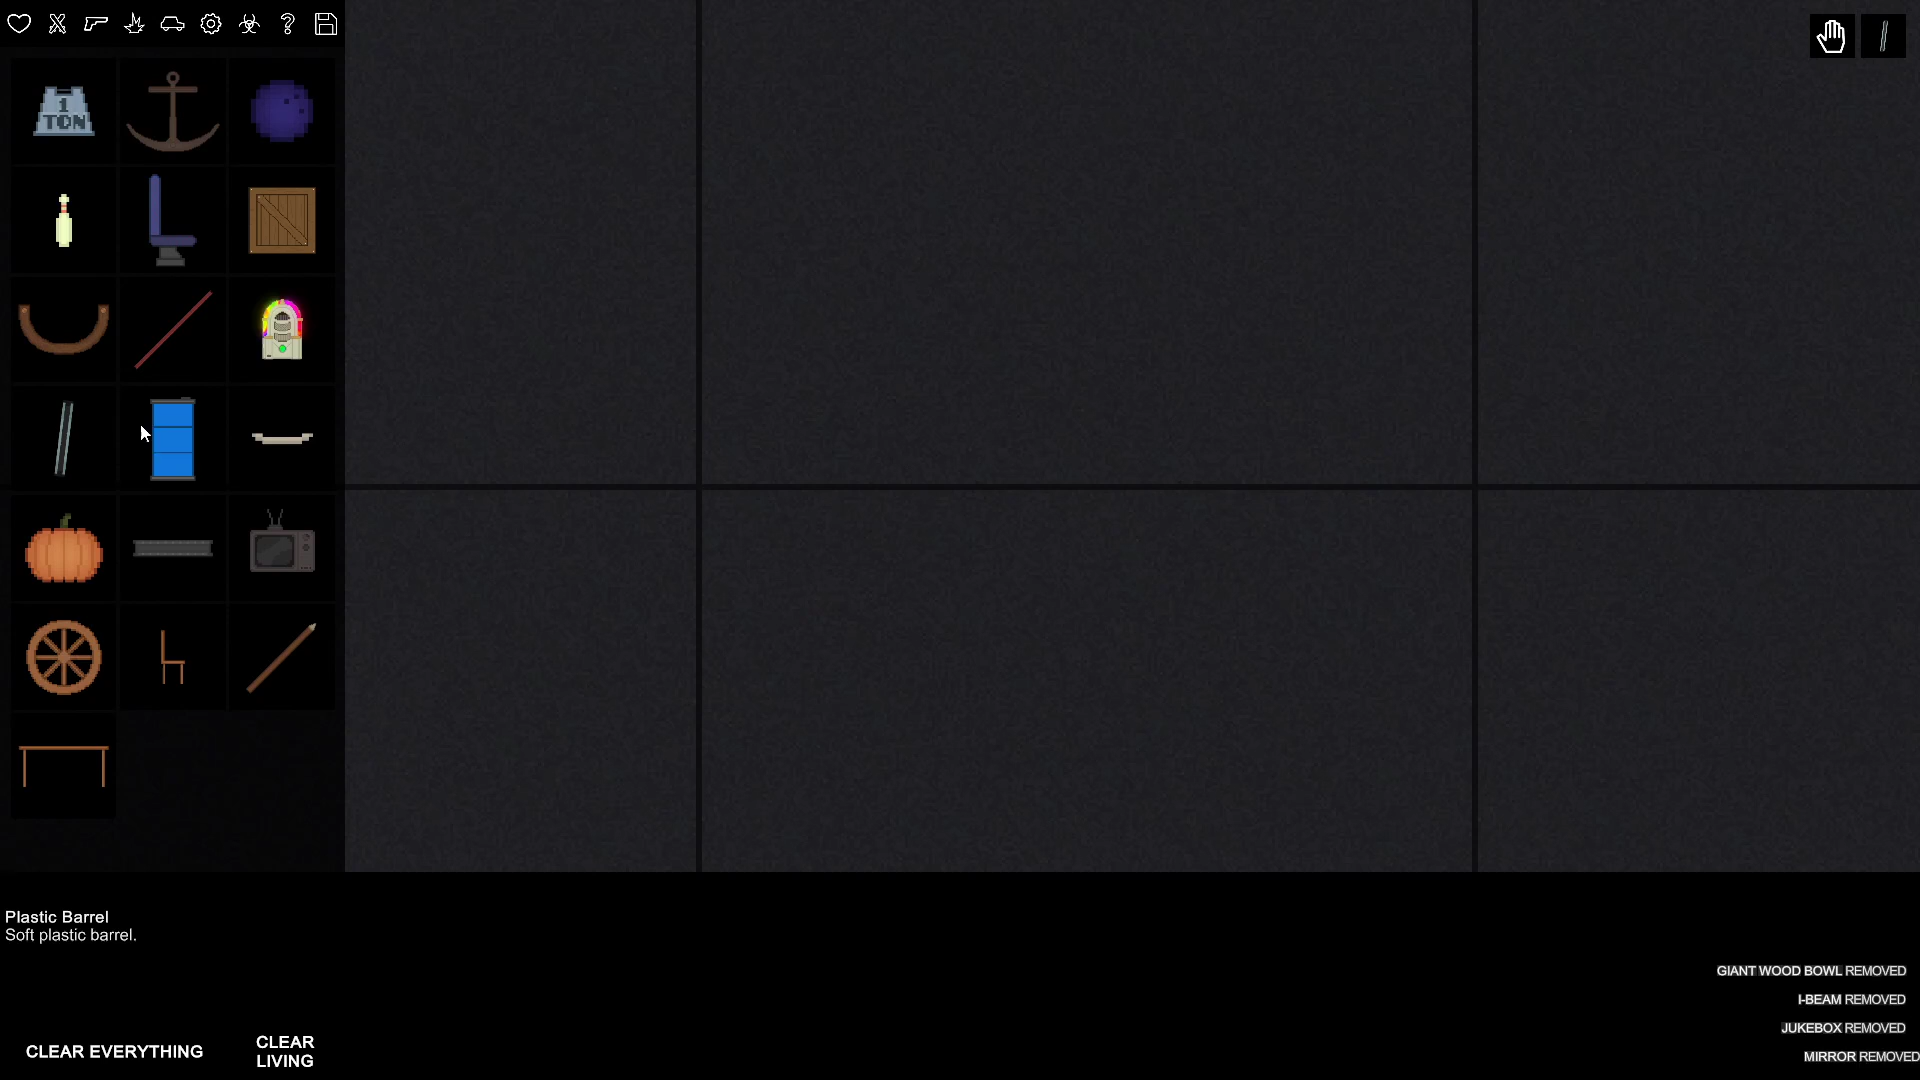 1
TON
Plastic Barrel
Soft plastic barrel.
GIANT WOOD BOWL REMOVED
I-BEAM REMOVED
JUKEBOX REMOVED
MIRROR REMOVED
CLEAR EVERYTHING
CLEAR
LIVING